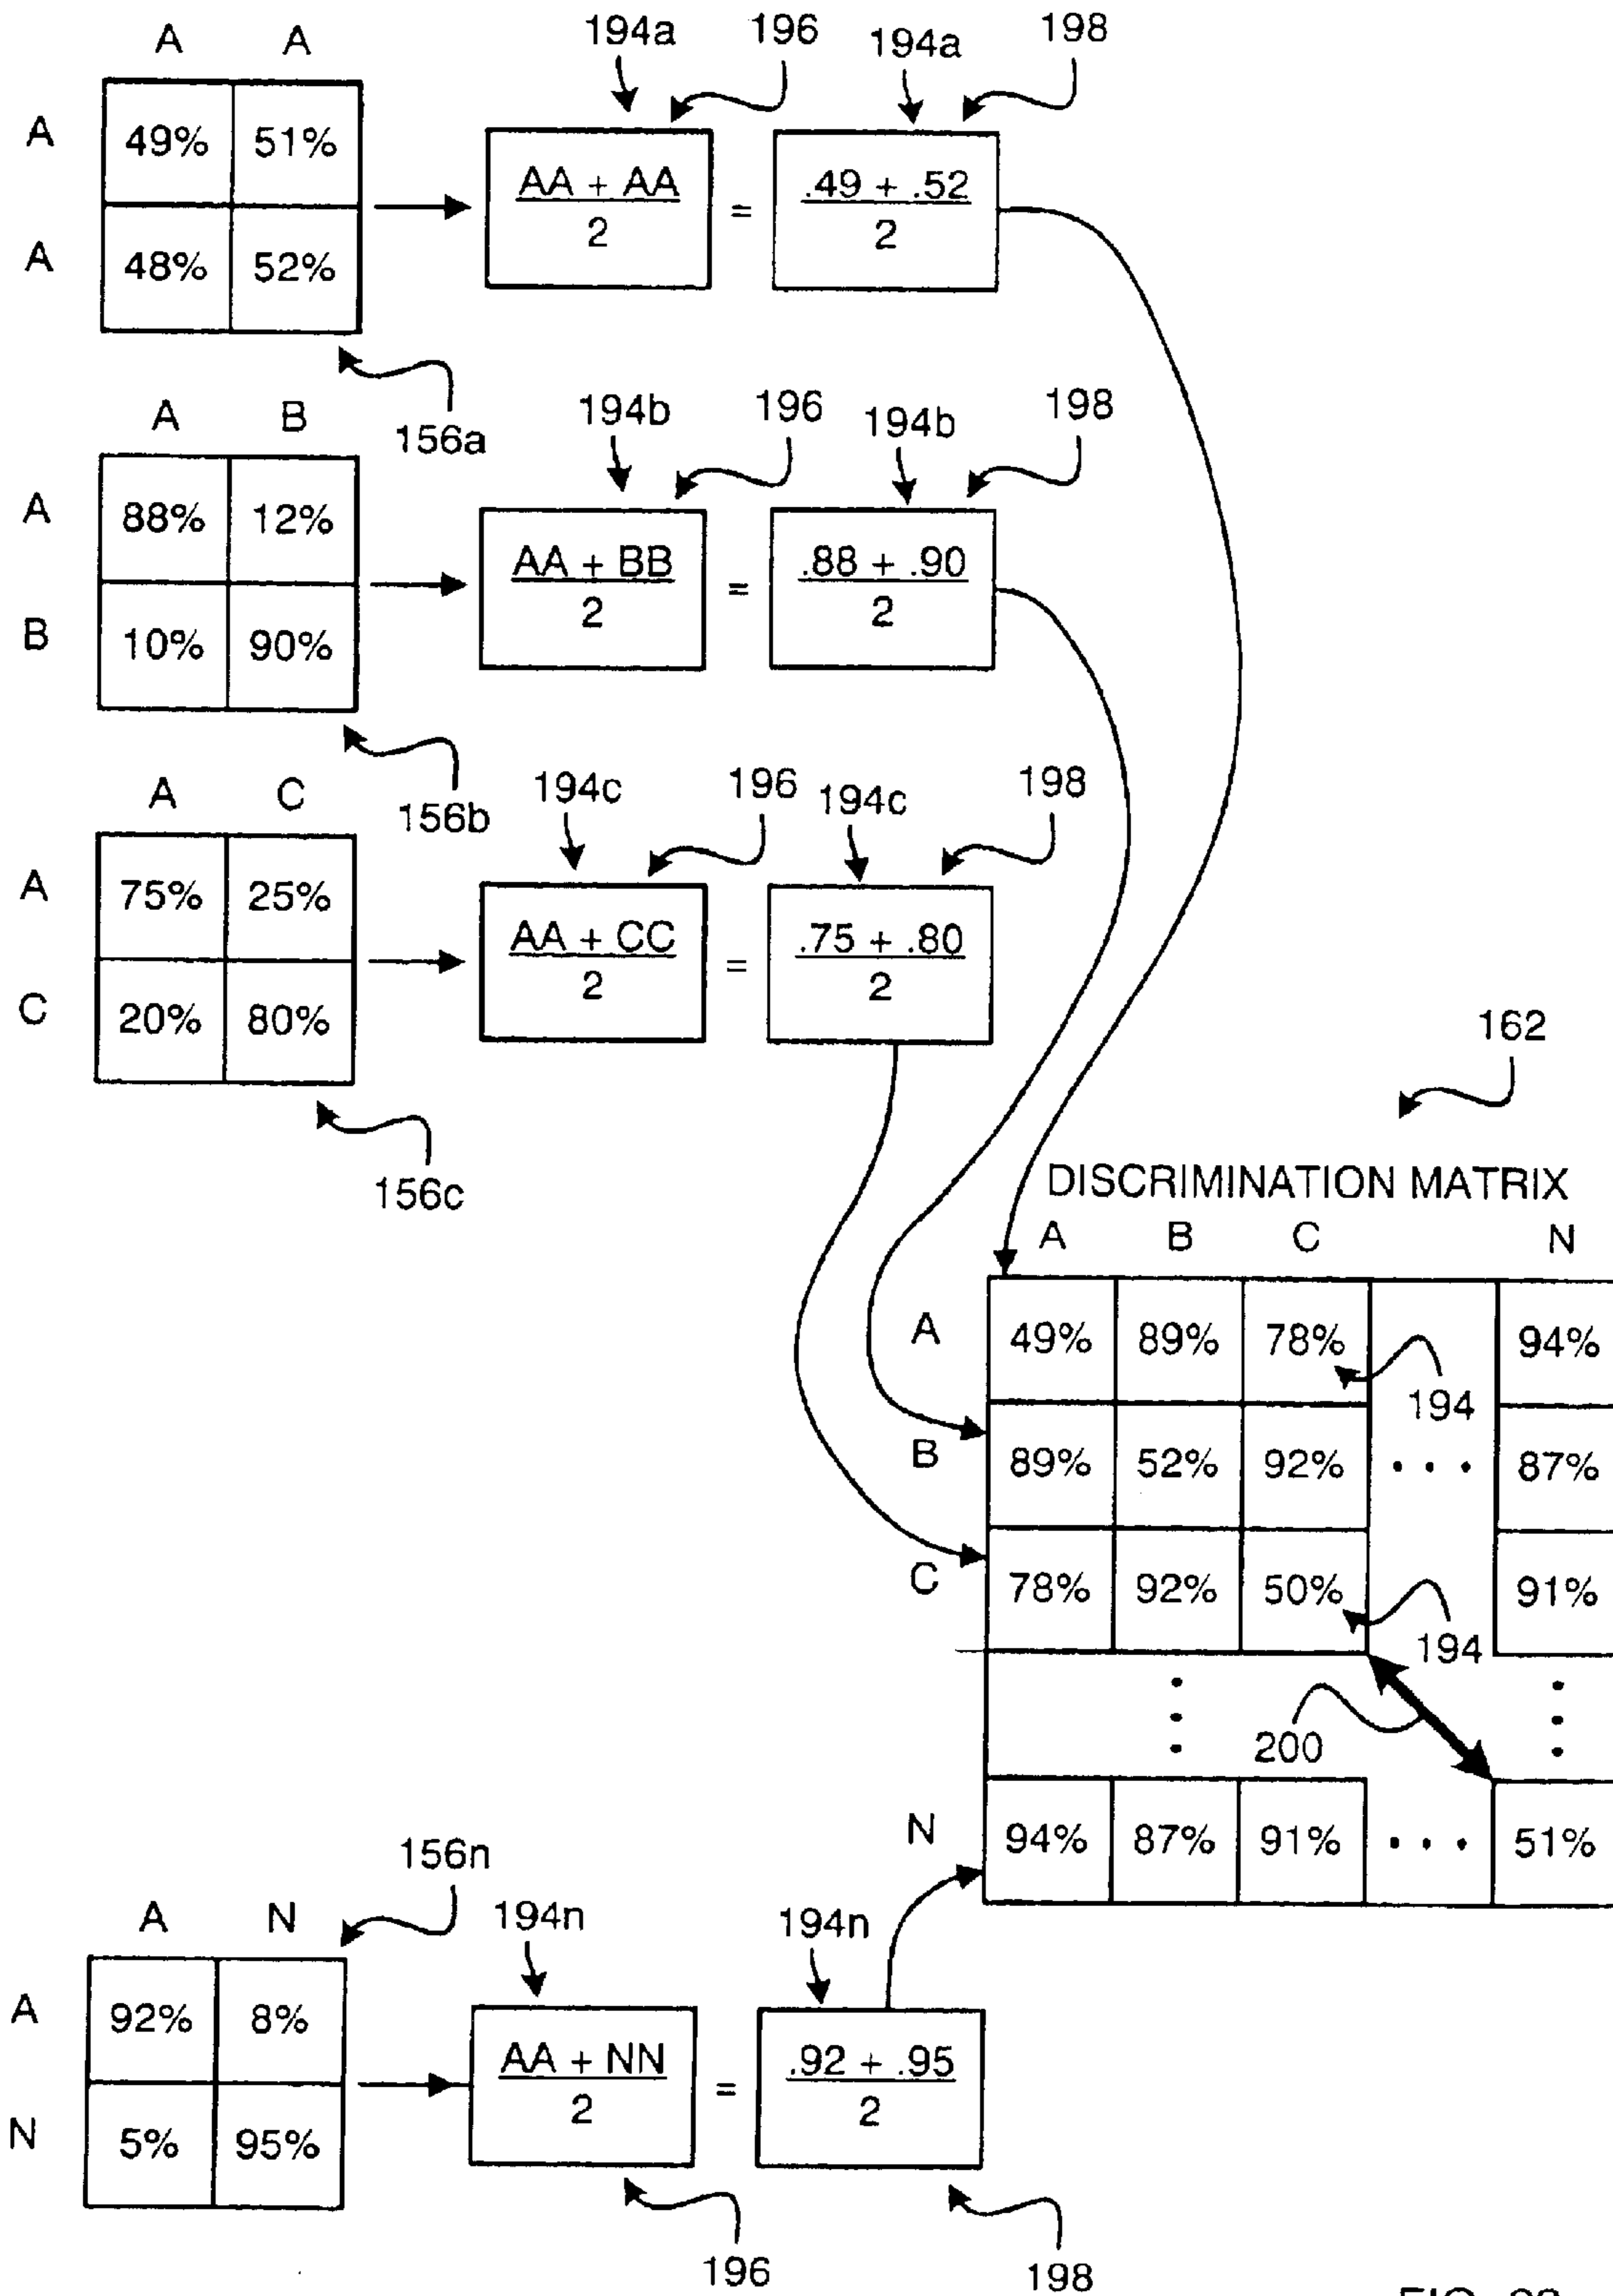 A A
194a 196 194a 198
A 49% 51%
AA + AA
2
=
.49 + .52
2
A 48% 52%
156a
A B
194b 196 194b 198
A 88% 12%
AA + BB
2
=
.88 + .90
2
B 10% 90%
156b
A C
194c 196 194c 198
A 75% 25%
AA + CC
2
=
.75 + .80
2
C 20% 80%
156c
162
DISCRIMINATION MATRIX
A B C N
A 49% 89% 78% 94%
194
B 89% 52% 92% . . . 87%
C 78% 92% 50% 91%
194
200
N 94% 87% 91% . . . 51%
156n
A N
194n 194n
A 92% 8%
AA + NN
2
=
.92 + .95
2
N 5% 95%
196 198